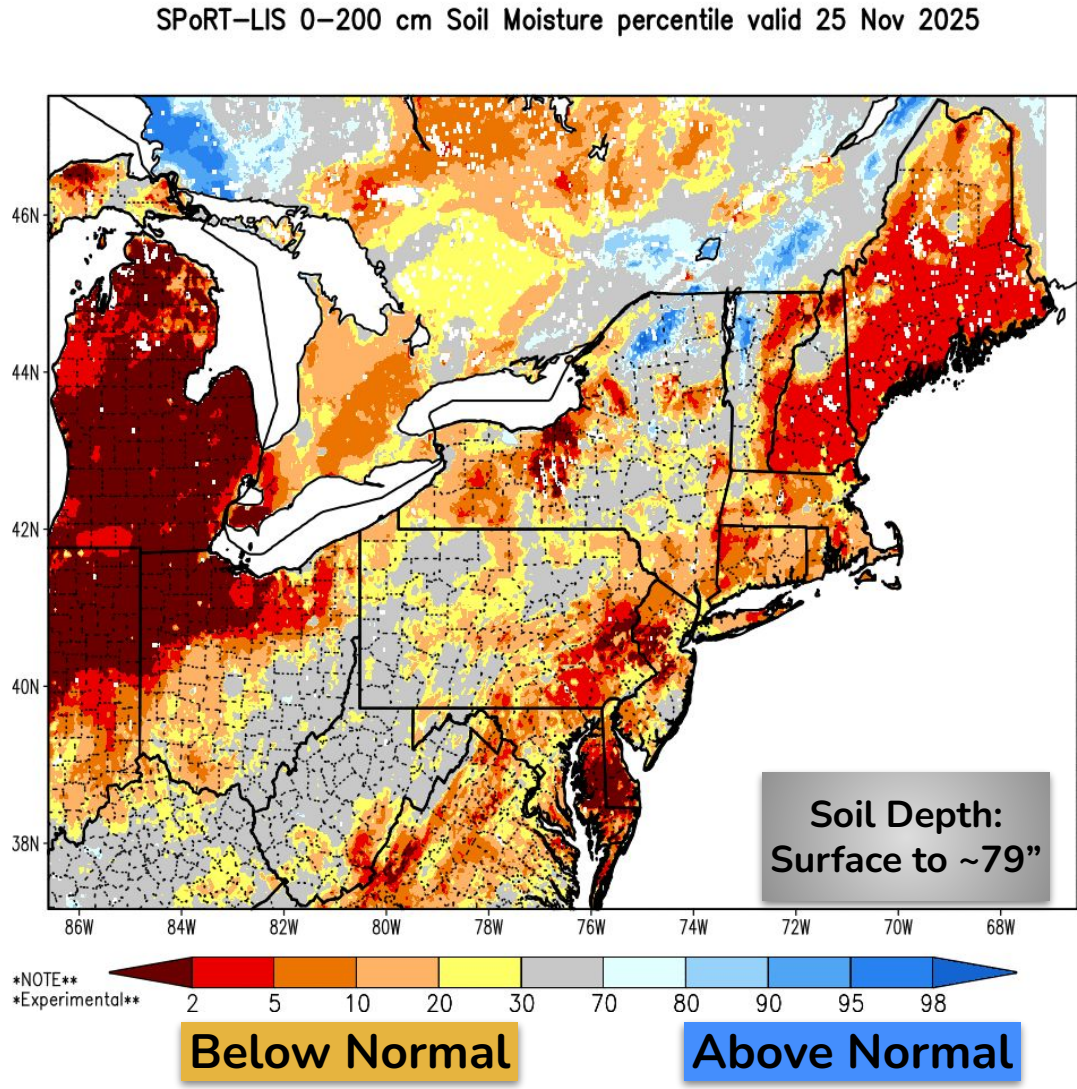 SPoRT-LIS 0-200 cm Soil Moisture percentile valid 25 Nov 2025
46N
44N
42N
40N
38N
Soil Depth:
Surface to ~79”
86W 84W 82W 80W 78W 76W 74W 72W 70W 68W
*NOTE**
*Experimental**
2 5 10 20 30 70 80 90 95 98
Below Normal Above Normal